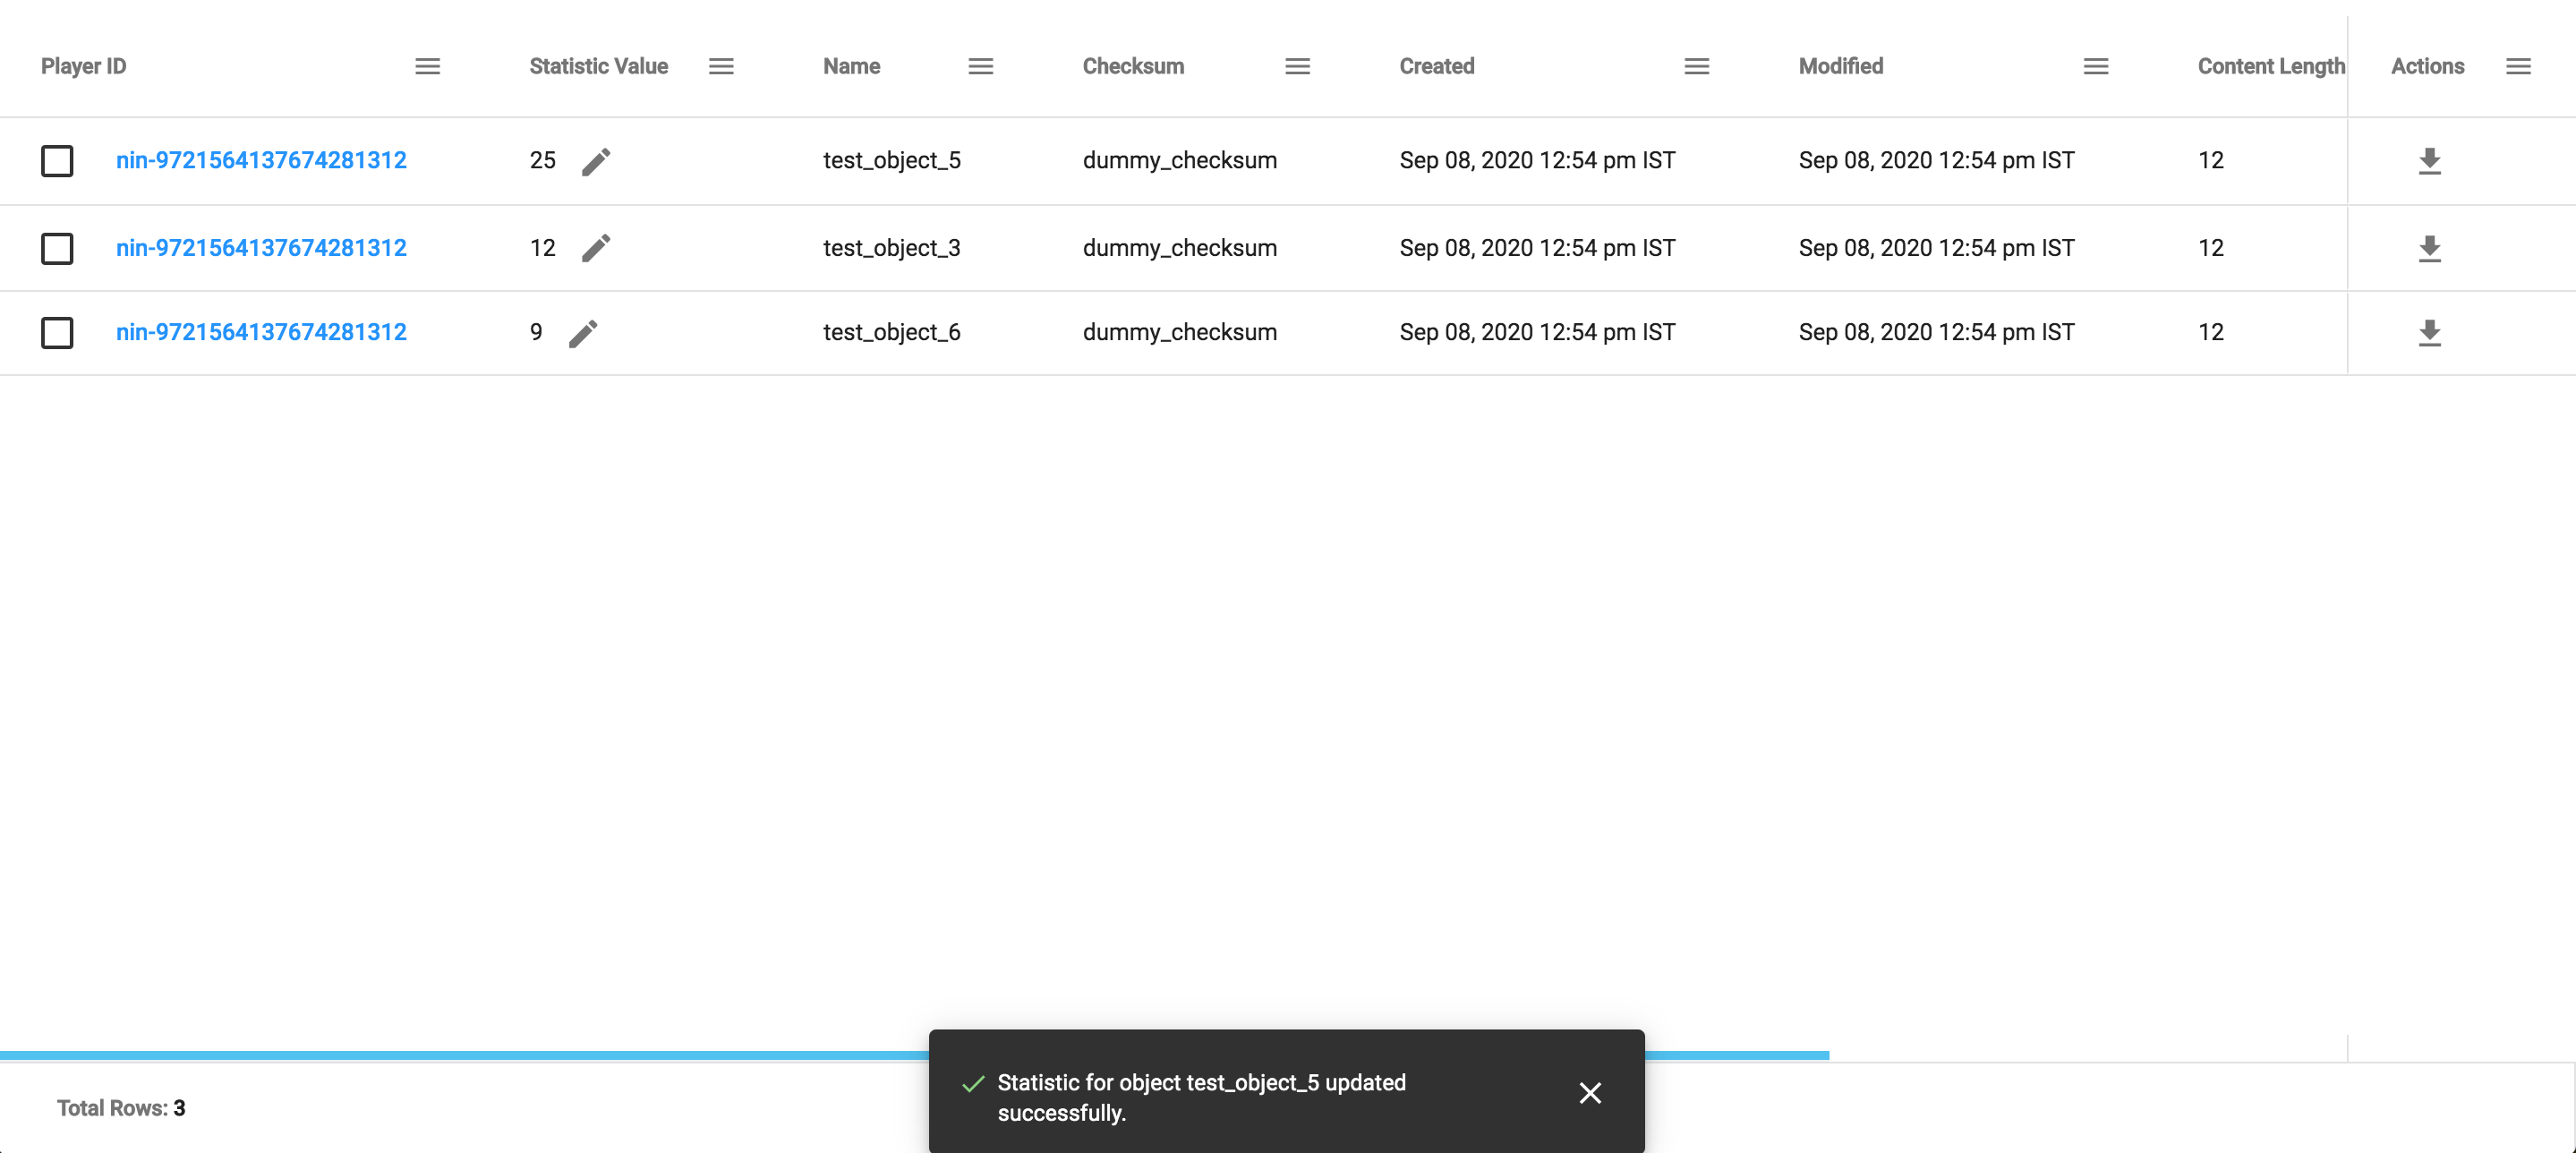 Player ID Statistic Value Name Checksum Created Modified Content Length Actions
nin-9721564137674281312 25 test_object_5 dummy_checksum Sep 08, 2020 12:54 pm IST Sep 08, 2020 12:54 pm IST 12
nin-9721564137674281312 12 test_object_3 dummy_checksum Sep 08, 2020 12:54 pm IST Sep 08, 2020 12:54 pm IST 12
nin-9721564137674281312 9 test_object_6 dummy_checksum Sep 08, 2020 12:54 pm IST Sep 08, 2020 12:54 pm IST 12
Statistic for object test_object_5 updated
successfully.
Total Rows: 3